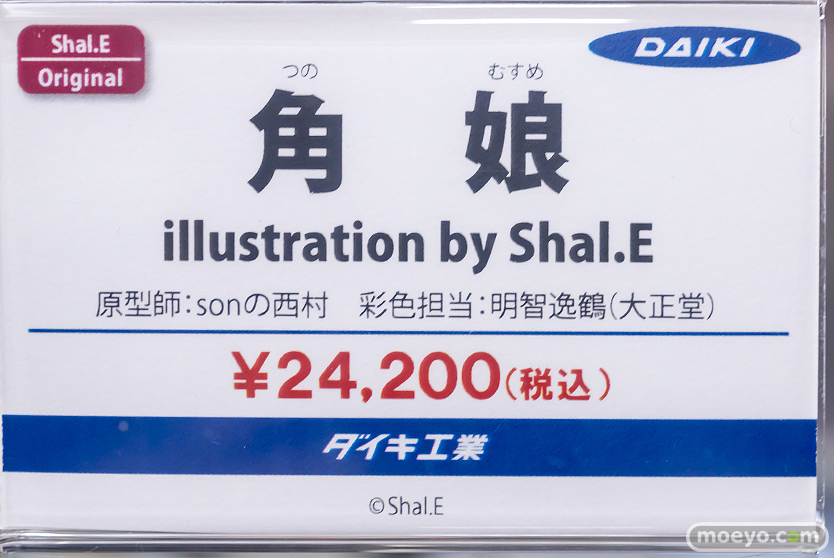 Shal.E
Original
DAIKI
つの むすめ
角 娘
illustration by Shal.E
原型師：sonの西村　彩色担当：明智逸鶴（大正堂）
¥24,200(税込)
ダイキ工業
©Shal.E
moeyo.com